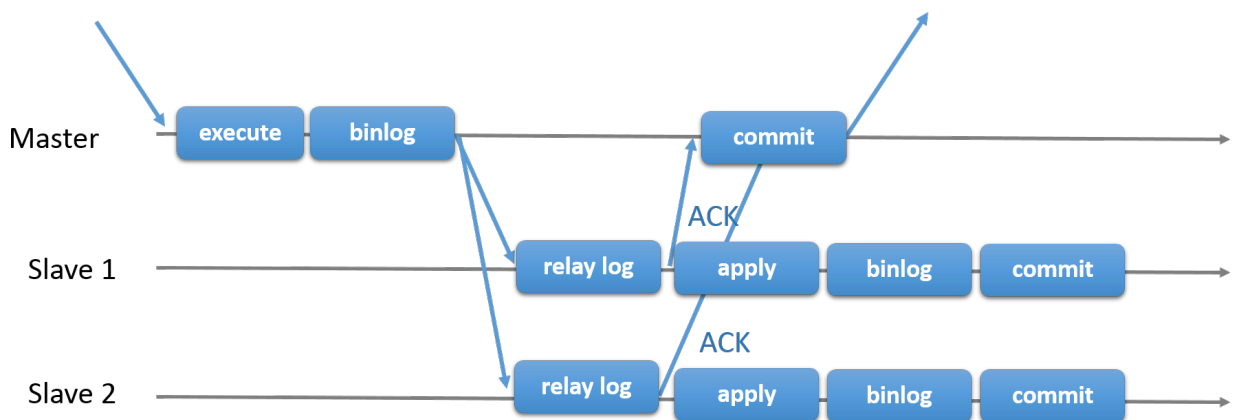 Master
execute
binlog
commit
ACK
Slave 1
relay log
apply
binlog
commit
ACK
Slave 2
relay log
apply
binlog
commit